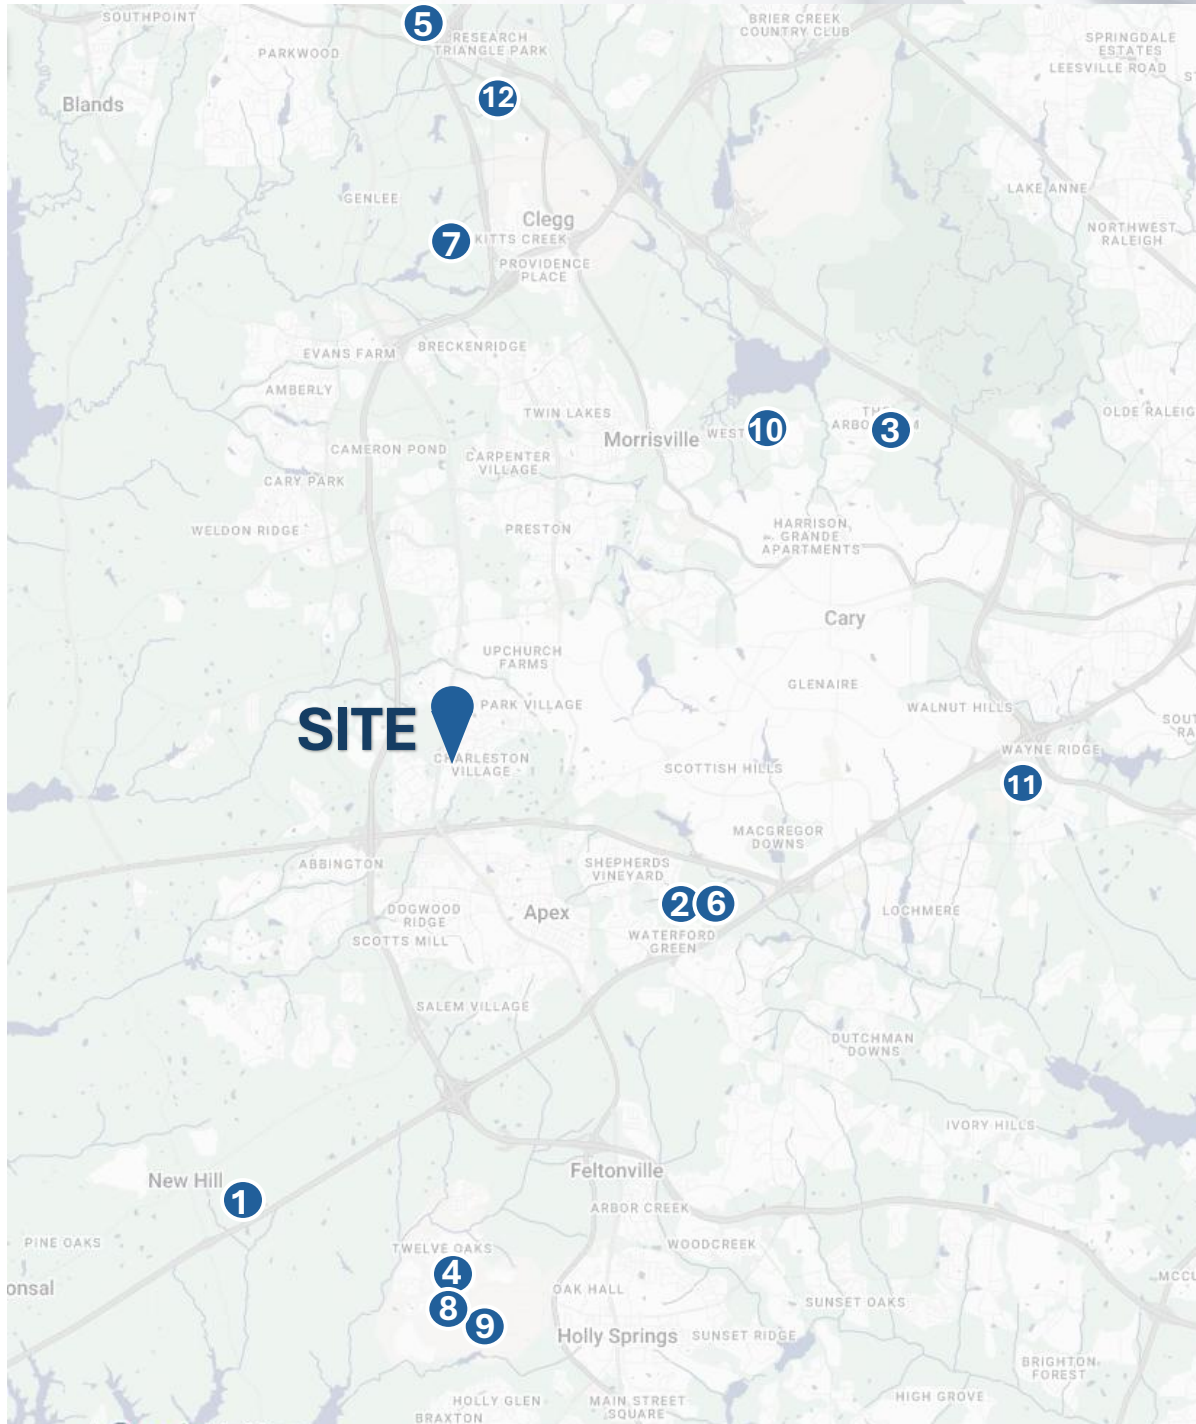 SOUTHPOINT
5
RESEARCH
TRIANGLE PARK
BRIER CREEK
COUNTRY CLUB
PARKWOOD
SPRINGDALE
ESTATES
LEESVILLE ROAD
12
Blands
LAKE ANNE
GENLEE
Clegg
NORTHWEST
RALEIGH
7
KITTS CREEK
PROVIDENCE
PLACE
EVANS FARM
BRECKENRIDGE
AMBERLY
TWIN LAKES
OLDE RALEIG
Morrisville
WEST
10
3
CAMERON POND
CARPENTER
VILLAGE
CARY PARK
WELDON RIDGE
PRESTON
HARRISON
GRANDE
APARTMENTS
Cary
UPCHURCH
FARMS
GLENAIRE
PARK VILLAGE
WALNUT HILLS
SITE
CHARLESTON
VILLAGE
SCOTTISH HILLS
WAYNE RIDGE
11
MACGREGOR
DOWNS
ABBINGTON
SHEPHERDS
VINEYARD
DOGWOOD
RIDGE
Apex
2
6
LOCHMERE
SCOTTS MILL
WATERFORD
GREEN
SALEM VILLAGE
DUTCHMAN
DOWNS
IVORY HILLS
New Hill
1
Feltonville
ARBOR CREEK
PINE OAKS
TWELVE OAKS
WOODCREEK
4
onsal
OAK HALL
SUNSET OAKS
8
9
Holly Springs
SUNSET RIDGE
BRIGHTON
FOREST
HOLLY GLEN
MAIN STREET
SQUARE
HIGH GROVE
BRAXTON